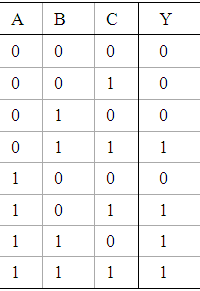 A B C Y
0 0 0 0
0 0 1 0
0 1 0 0
0 1 1 1
1 0 0 0
1 0 1 1
1 1 0 1
1 1 1 1